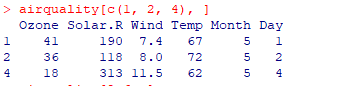 > airquality[c(1, 2, 4), ]
  Ozone Solar.R Wind Temp Month Day
1    41     190  7.4   67     5   1
2    36     118  8.0   72     5   2
4    18     313 11.5   62     5   4